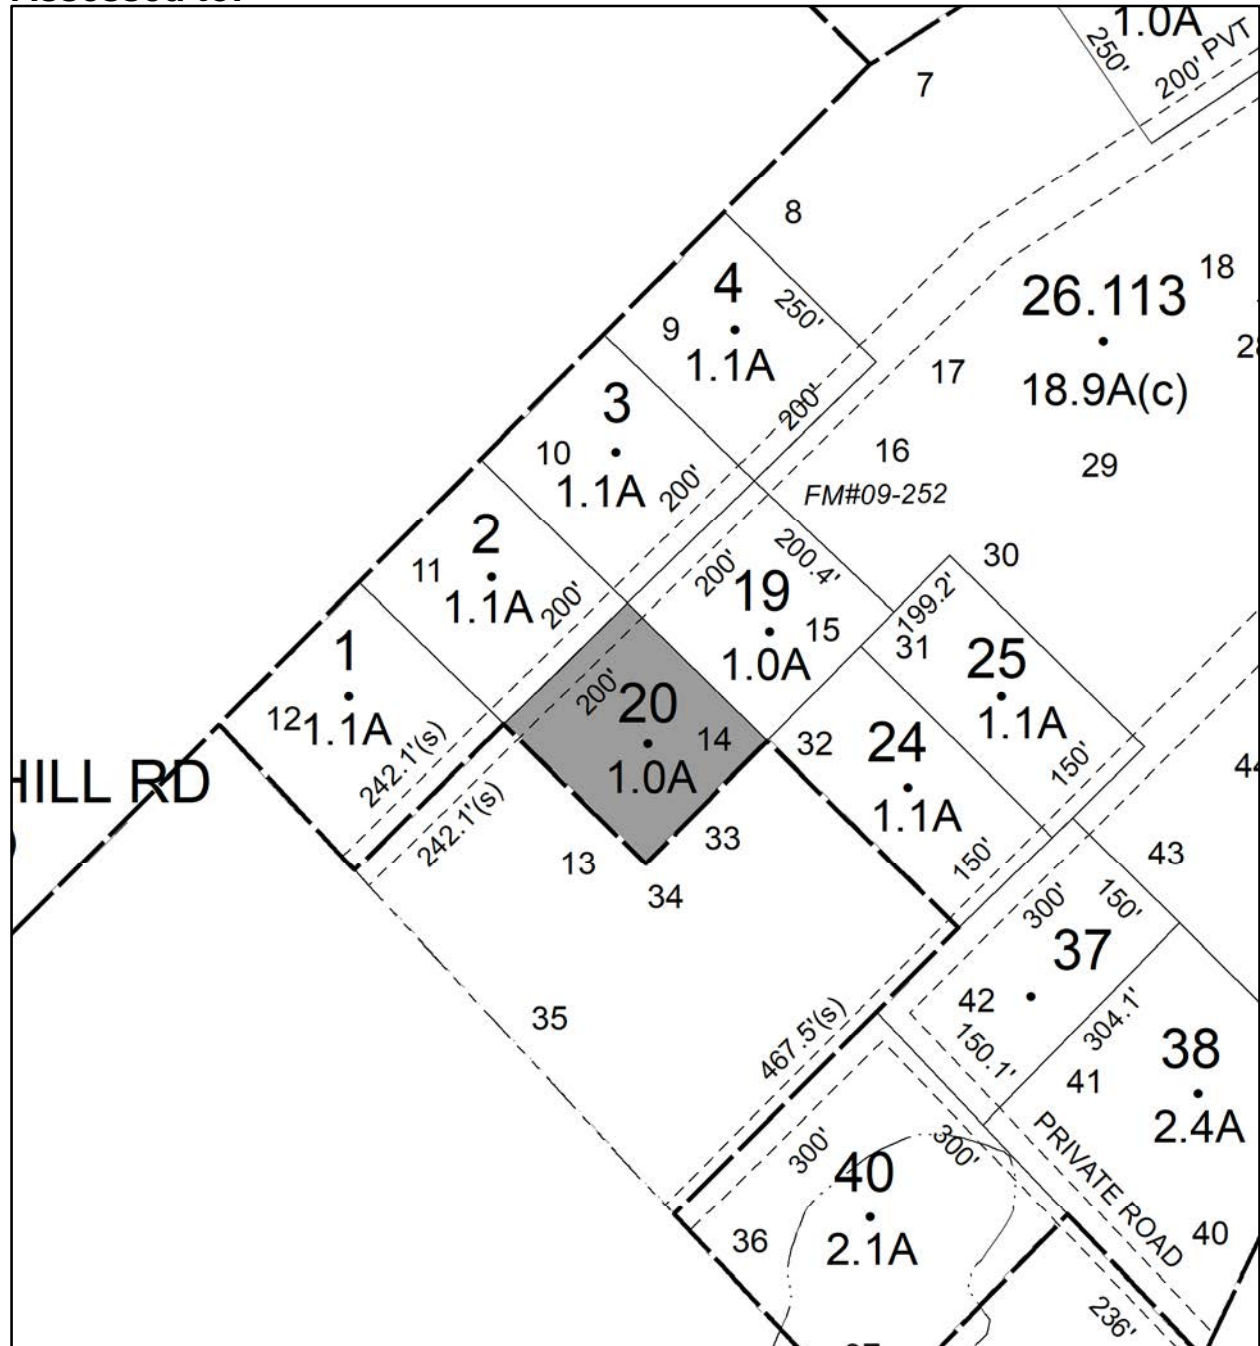 1.0A
250'
200'
PVT
7
8
4
9
250'
1.1A
200'
26.113
18
18.9A(c)
17
16
29
FM#09-252
3
10
1.1A
200'
2
11
1.1A
200'
200'
200.4'
19
15
1.0A
30
199.2'
31
25
1.1A
150'
1
12
1.1A
242.1'(s)
242.1'(s)
200'
20
14
1.0A
32
24
1.1A
150'
HILL RD
13
33
34
43
300'
150'
37
42
150.1'
304.1'
38
41
2.4A
35
467.5'(s)
300'
300'
40
36
2.1A
PRIVATE ROAD
40
236'